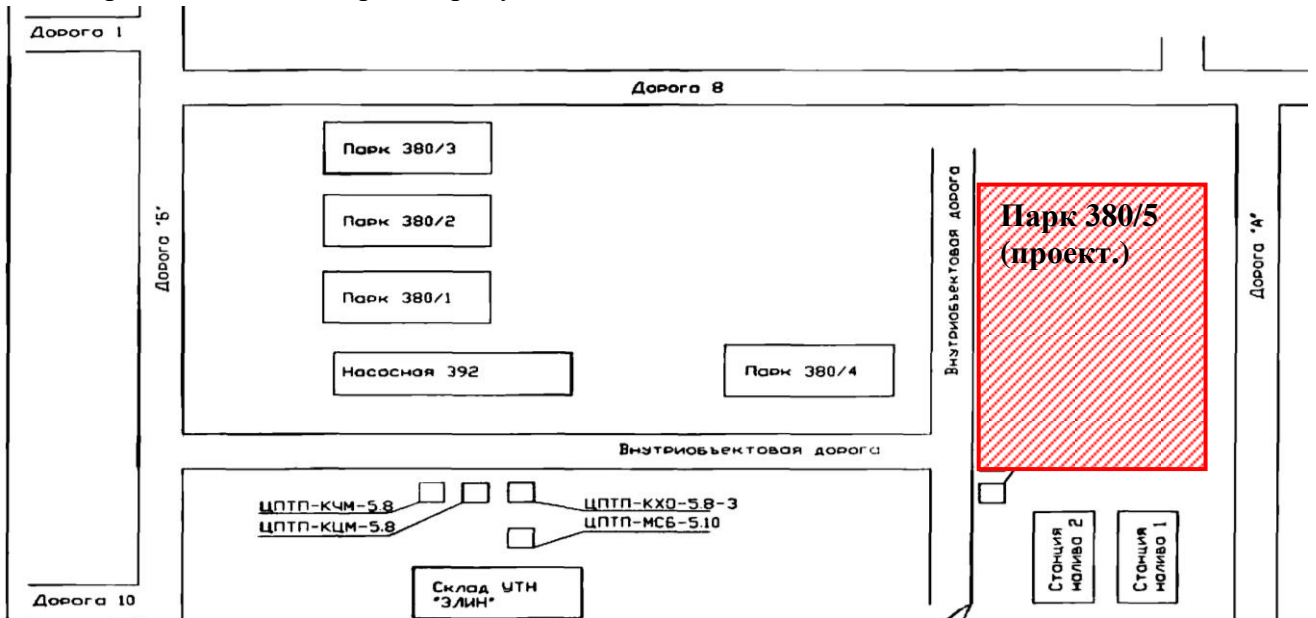 Дорога 1
Дорога 8
Парк 380/3
Парк 380/2
Парк 380/1
Насосная 392
Парк 380/4
Дорога "Б"
Внутриобъектовая дорога
Парк 380/5
(проект.)
Дорога "А"
Внутриобъектовая дорога
ЦПТП-КЧМ-5.8
ЦПТП-КЦМ-5.8
ЦПТП-КХО-5.8-3
ЦПТП-МСБ-5.10
Склад УТН
"ЭЛИН"
Станция
налива 2
Станция
налива 1
Дорога 10